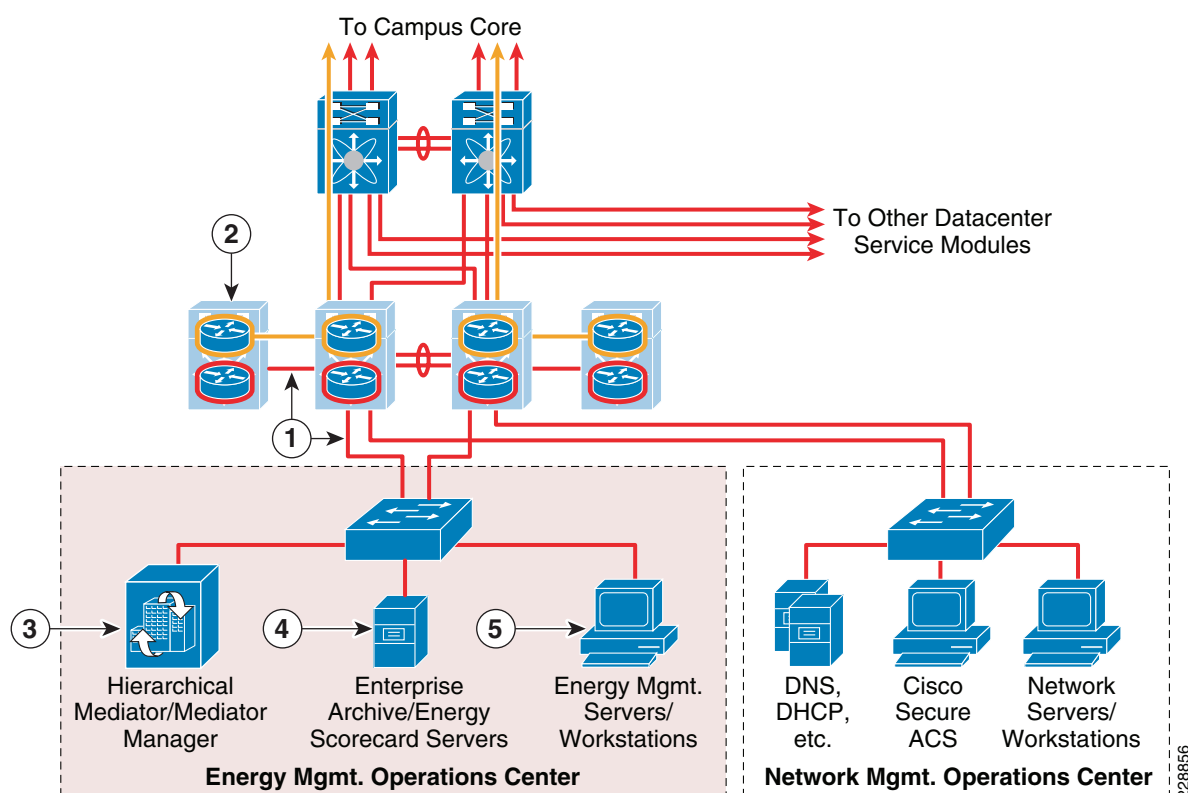 To Campus Core
To Other Datacenter
Service Modules
2
1
3
4
5
Hierarchical
Mediator/Mediator
Manager
Enterprise
Archive/Energy
Scorecard Servers
Energy Mgmt.
Servers/
Workstations
Energy Mgmt. Operations Center
DNS,
DHCP,
etc.
Cisco
Secure
ACS
Network
Servers/
Workstations
Network Mgmt. Operations Center
228856